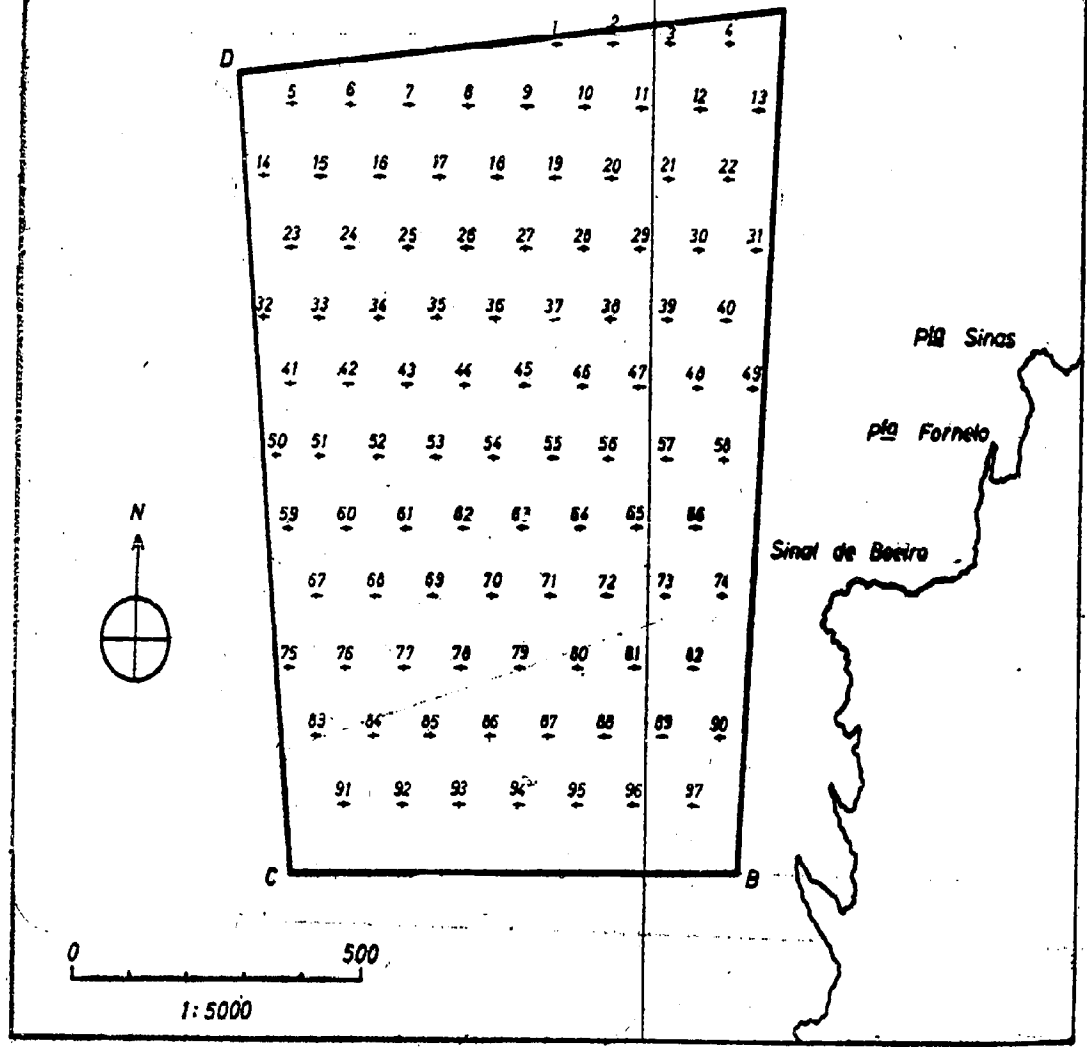 1 2 3 4
D
5 6 7 8 9 10 11 12 13
14 15 16 17 18 19 20 21 22
23 24 25 26 27 28 29 30 31
32 33 34 35 36 37 38 39 40
Pta Sinas
41 42 43 44 45 46 47 48 49
Pta Fornelo
50 51 52 53 54 55 56 57 58
N
59 60 61 62 63 64 65 66
Sinal de Boeiro
67 68 69 70 71 72 73 74
75 76 77 78 79 80 81 82
83 84 85 86 87 88 89 90
91 92 93 94 95 96 97
C B
0 500
1:5000